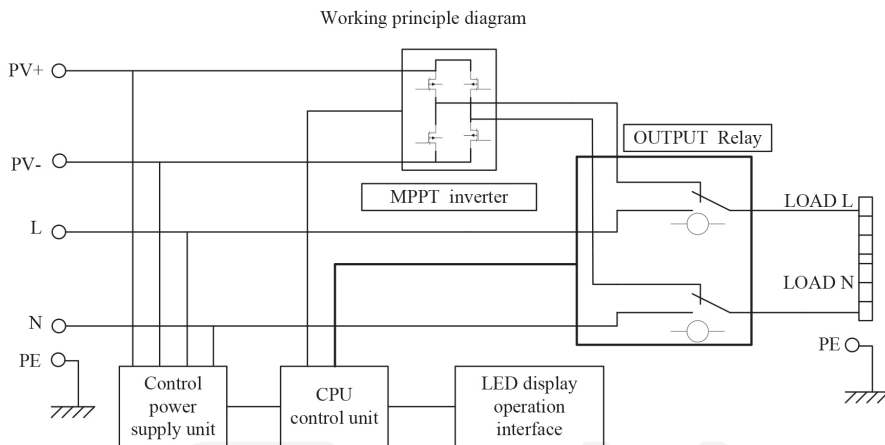 Working principle diagram
PV+
PV-
MPPT inverter
OUTPUT Relay
LOAD L
L
LOAD N
N
PE
PE
Control
power
supply unit
CPU
control unit
LED display
operation
interface